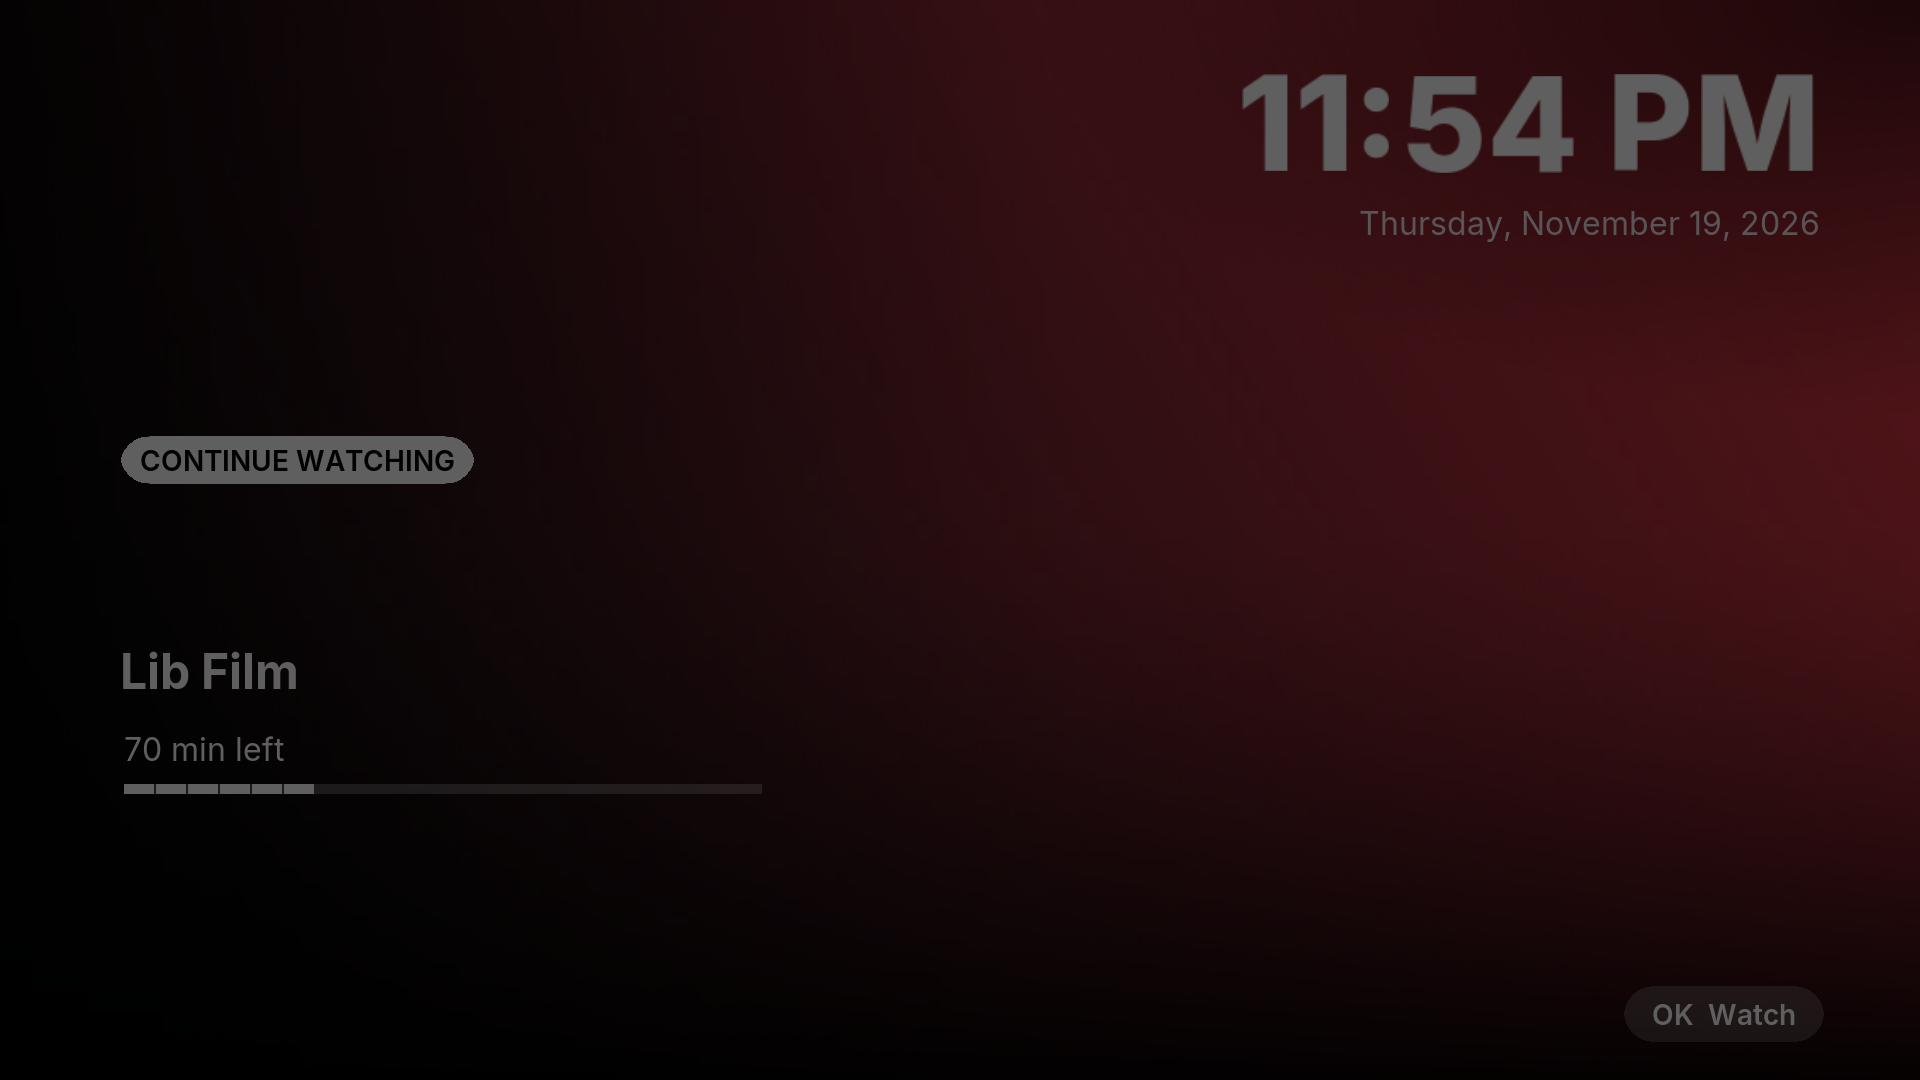 11:54 PM
Thursday, November 19, 2026
CONTINUE WATCHING
Lib Film
70 min left
OK Watch